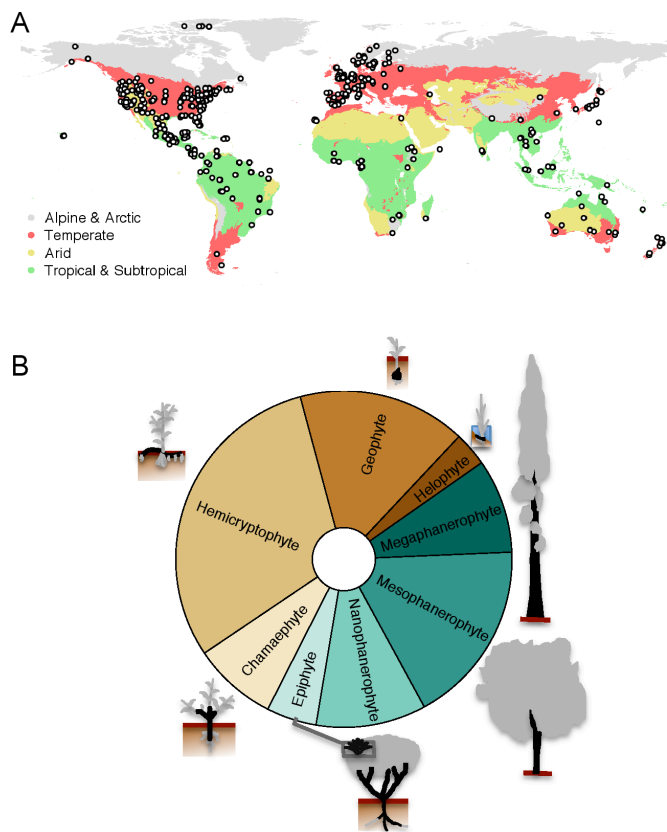 A
Alpine & Arctic
Temperate
Arid
Tropical & Subtropical
B
Geophyte
Helophyte
Megaphanerophyte
Hemicryptophyte
Mesophanerophyte
Chamaephyte
Epiphyte
Nanophanerophyte